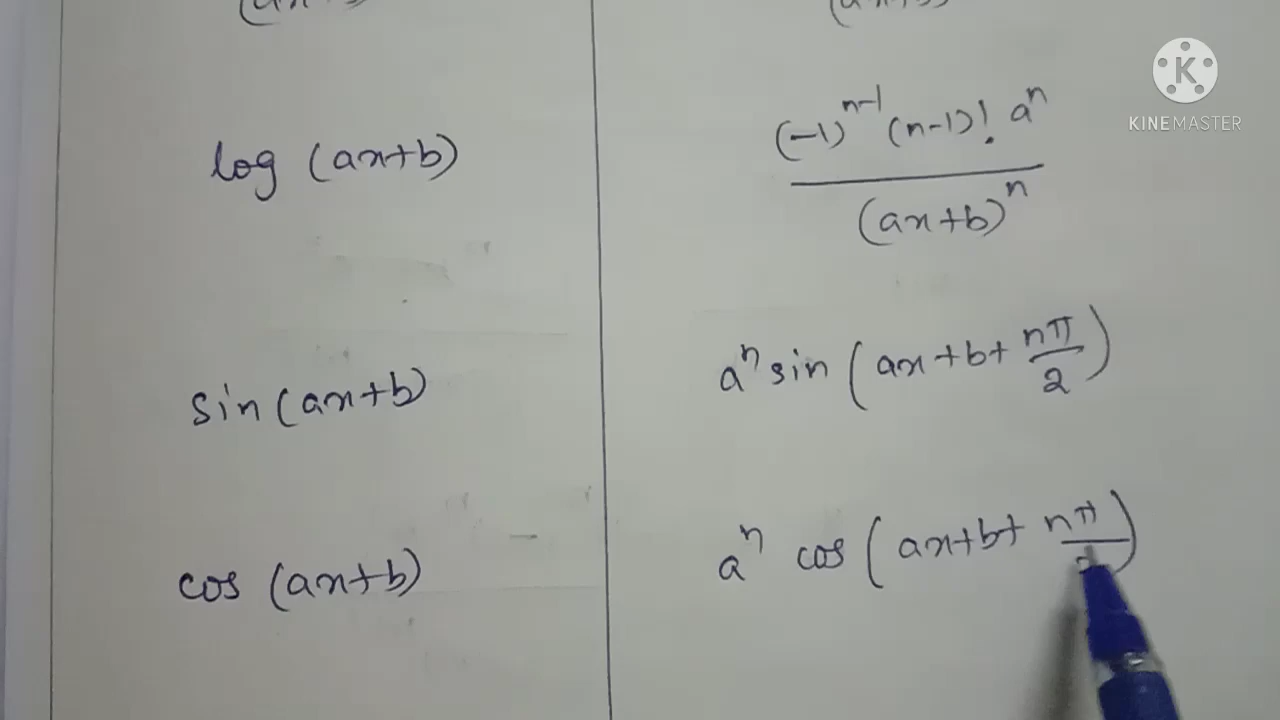 K
KINEMASTER
log (ax+b)
(-1)^{n-1} (n-1)! a^n
(ax+b)^n
sin (ax+b)
a^n sin (ax+b+ nπ/2)
cos (ax+b)
a^n cos (ax+b+ nπ/